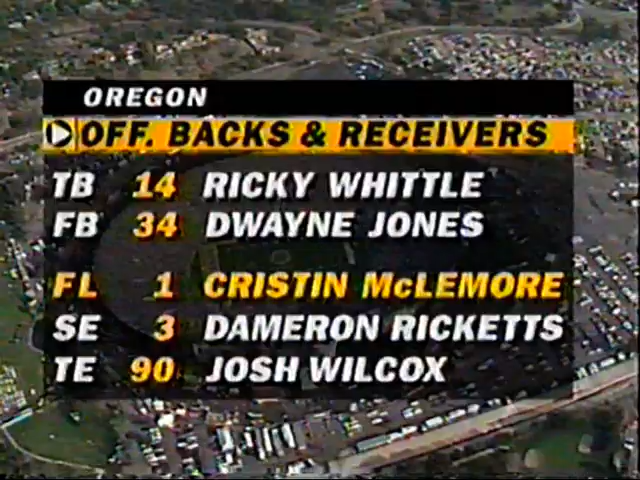 OREGON
OFF. BACKS & RECEIVERS
TB 14 RICKY WHITTLE
FB 34 DWAYNE JONES
FL 1 CRISTIN McLEMORE
SE 3 DAMERON RICKETTS
TE 90 JOSH WILCOX